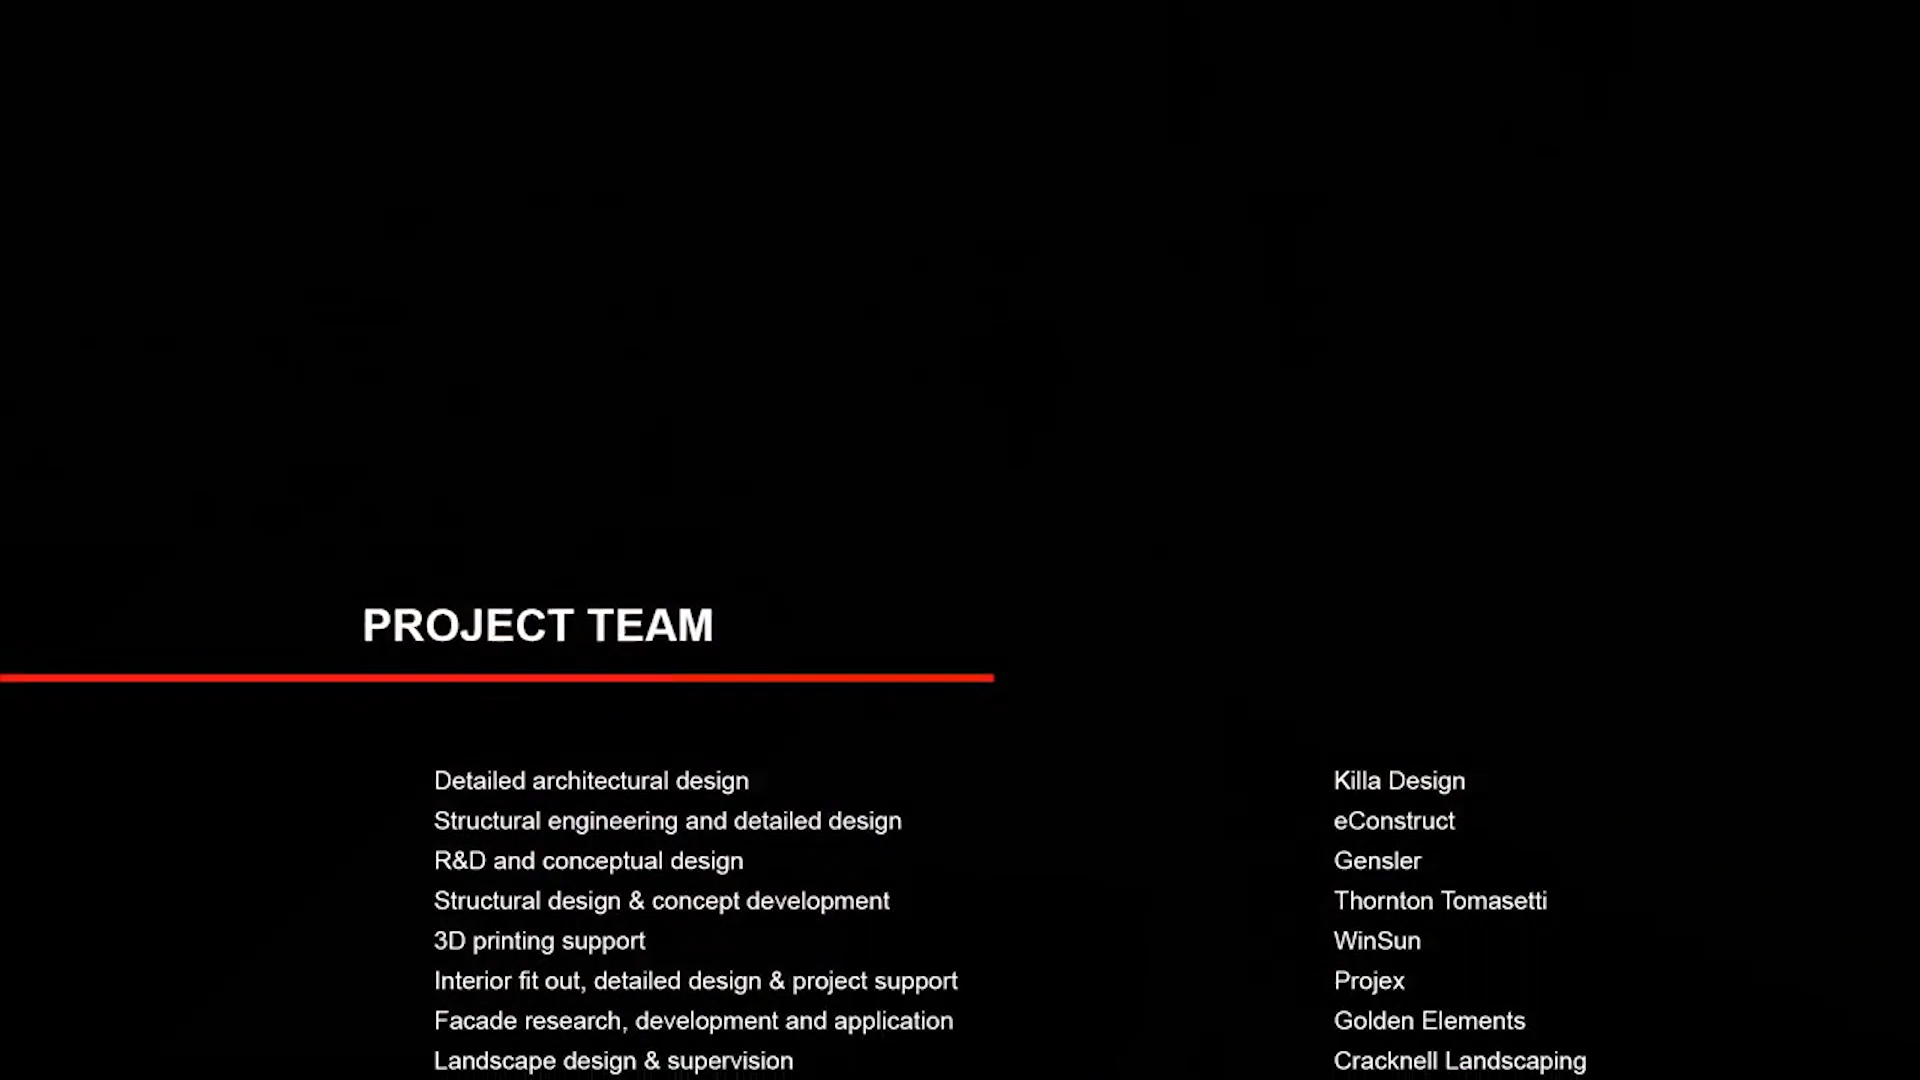 PROJECT TEAM
Detailed architectural design Killa Design
Structural engineering and detailed design eConstruct
R&D and conceptual design Gensler
Structural design & concept development Thornton Tomasetti
3D printing support WinSun
Interior fit out, detailed design & project support Projex
Facade research, development and application Golden Elements
Landscape design & supervision Cracknell Landscaping